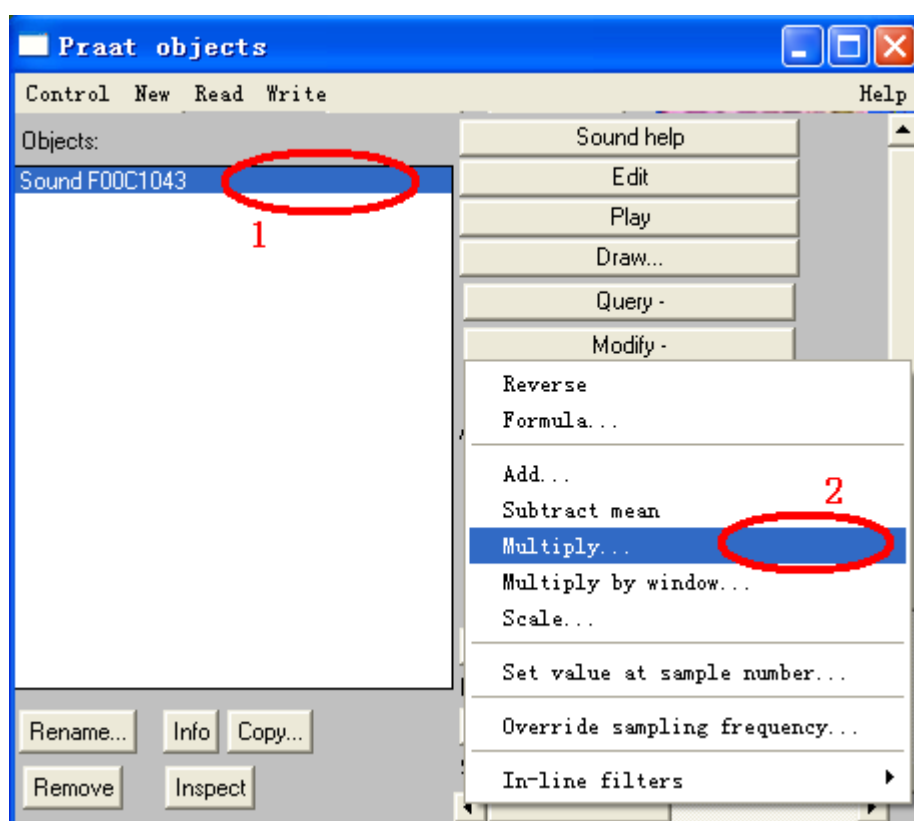 Praat objects
Control New Read Write Help
Objects:
Sound F00C1043
1
Sound help
Edit
Play
Draw...
Query -
Modify -
Reverse
Formula...
Add...
2
Subtract mean
Multiply...
Multiply by window...
Scale...
Set value at sample number...
Override sampling frequency...
In-line filters
Rename... Info Copy...
Remove Inspect